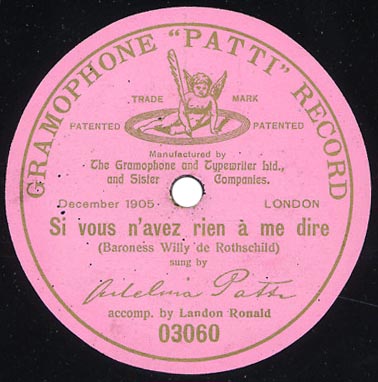 GRAMOPHONE "PATTI" RECORD
TRADE MARK
PATENTED PATENTED
Manufactured by
The Gramophone and Typewriter Ltd.,
and Sister Companies.
December 1905 LONDON
Si vous n'avez rien à me dire
(Baroness Willy de Rothschild)
sung by
Adelina Patti
accomp. by Landon Ronald
03060